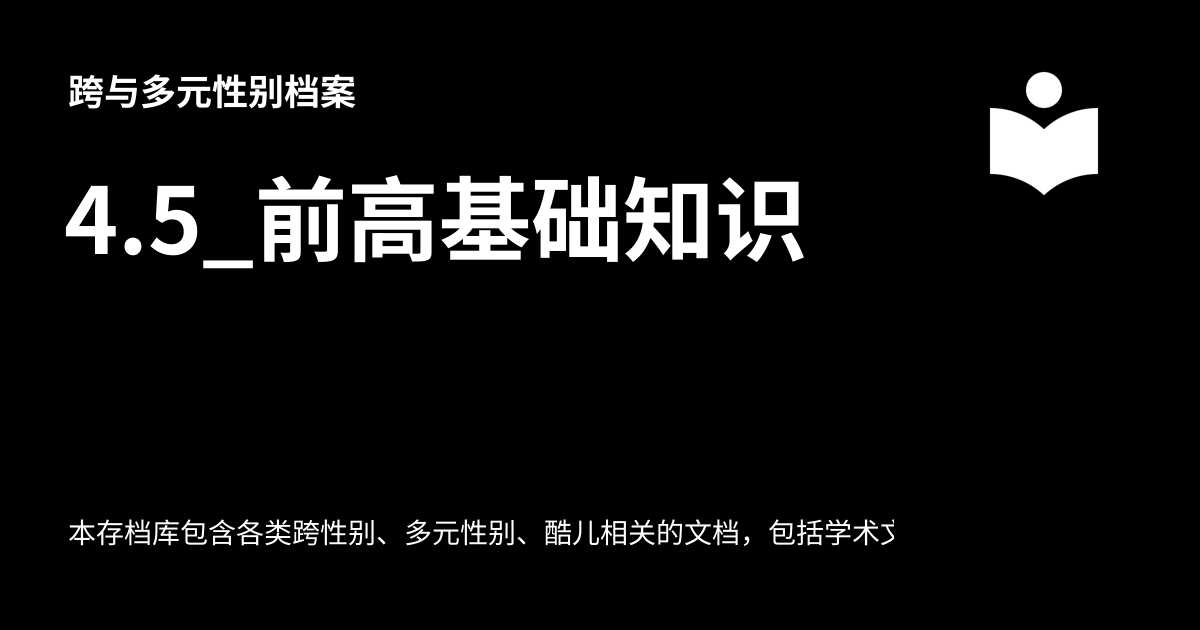 跨与多元性别档案
4.5_前高基础知识
本存档库包含各类跨性别、多元性别、酷儿相关的文档，包括学术